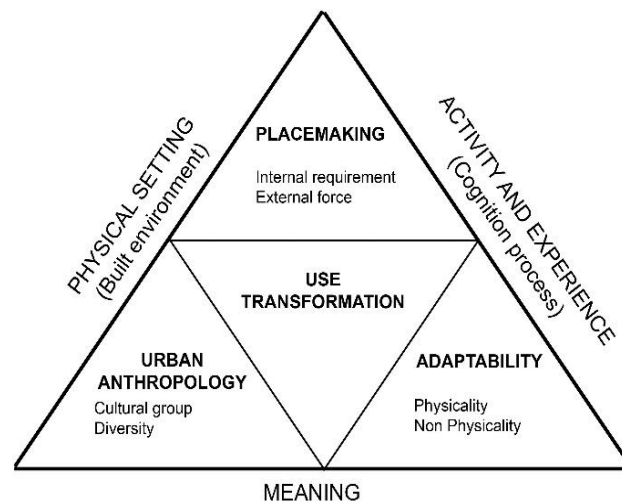 PLACEMAKING
Internal requirement
External force
PHYSICAL SETTING
(Built environment)
ACTIVITY AND EXPERIENCE
(Cognition process)
USE
TRANSFORMATION
URBAN
ANTHROPOLOGY
Cultural group
Diversity
ADAPTABILITY
Physicality
Non Physicality
MEANING